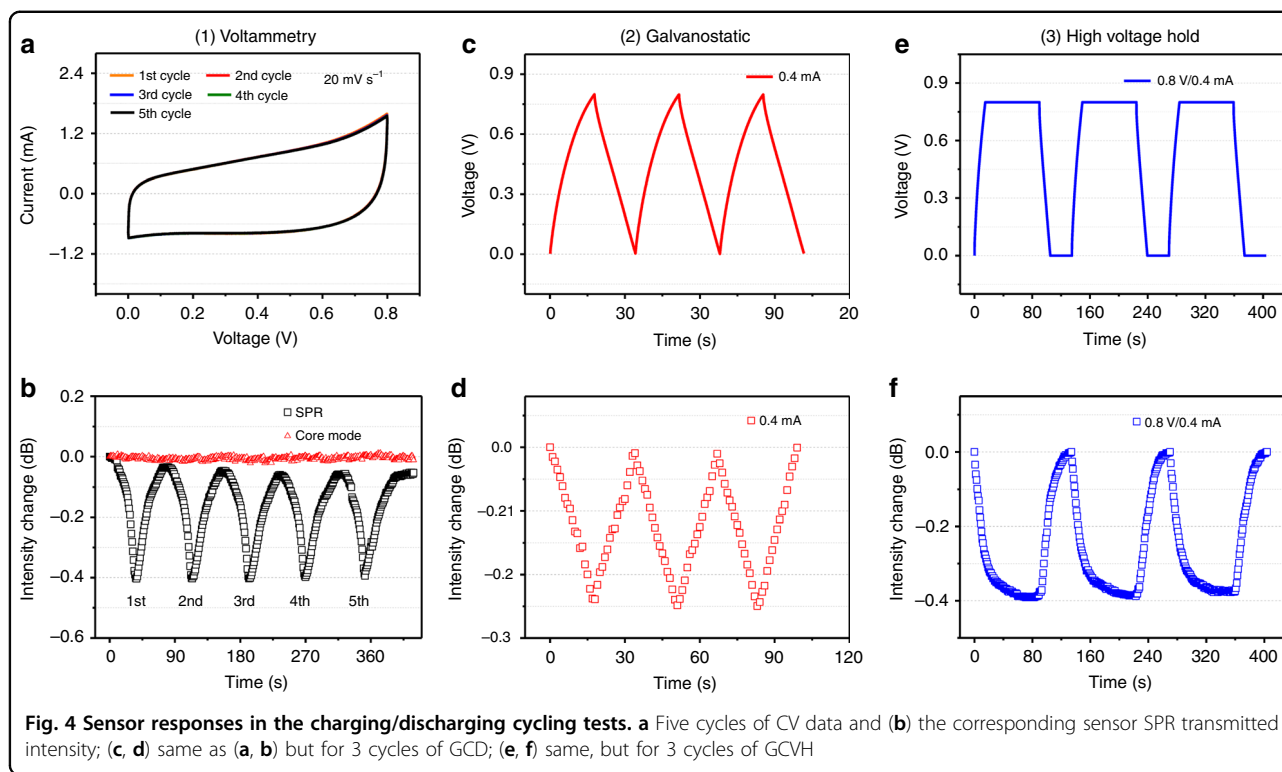 a
(1) Voltammetry
2.4
1.2
0.0
−1.2
Current (mA)
1st cycle 2nd cycle 20 mV s⁻¹
3rd cycle 4th cycle
5th cycle
0.0 0.2 0.4 0.6 0.8
Voltage (V)
c
(2) Galvanostatic
0.9
0.6
0.3
0.0
Voltage (V)
0.4 mA
0 30 30 90 20
Time (s)
e
(3) High voltage hold
0.9
0.6
0.3
0.0
Voltage (V)
0.8 V/0.4 mA
0 80 160 240 320 400
Time (s)
b
0.2
0.0
−0.2
−0.4
−0.6
Intensity change (dB)
SPR
Core mode
1st 2nd 3rd 4th 5th
0 90 180 270 360
Time (s)
d
0.0
−0.21
−0.2
−0.3
Intensity change (dB)
0.4 mA
0 30 60 90 120
Time (s)
f
0.0
−0.2
−0.4
Intensity change (dB)
0.8 V/0.4 mA
0 80 160 240 320 400
Time (s)
Fig. 4 Sensor responses in the charging/discharging cycling tests. a Five cycles of CV data and (b) the corresponding sensor SPR transmitted
intensity; (c, d) same as (a, b) but for 3 cycles of GCD; (e, f) same, but for 3 cycles of GCVH